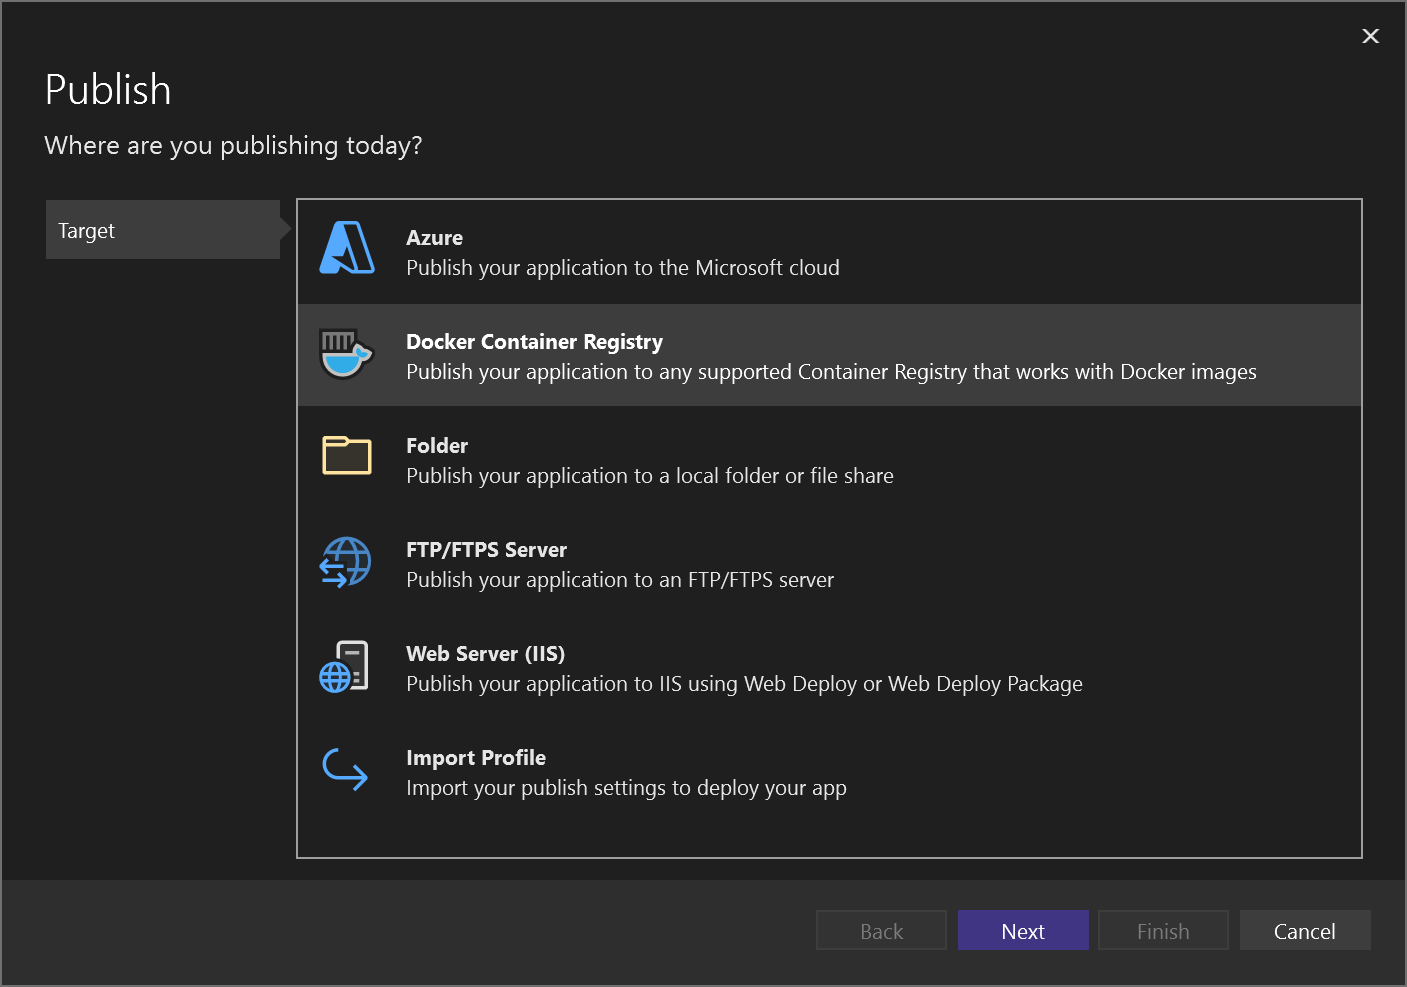 Publish
Where are you publishing today?
Target
Azure
Publish your application to the Microsoft cloud
Docker Container Registry
Publish your application to any supported Container Registry that works with Docker images
Folder
Publish your application to a local folder or file share
FTP/FTPS Server
Publish your application to an FTP/FTPS server
Web Server (IIS)
Publish your application to IIS using Web Deploy or Web Deploy Package
Import Profile
Import your publish settings to deploy your app
Back Next Finish Cancel